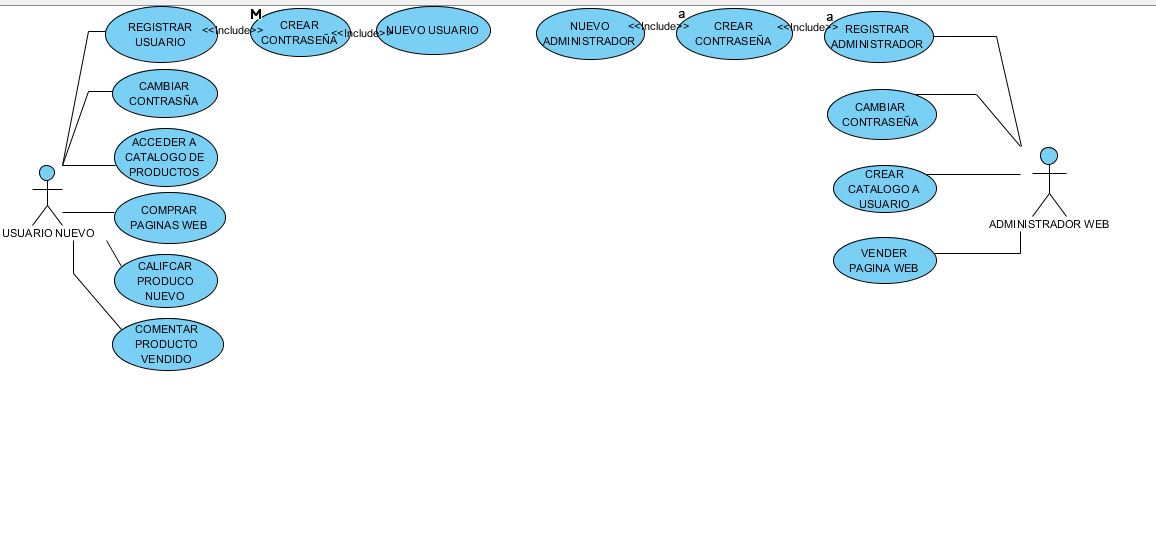 REGISTRAR
USUARIO
<<Include>>
M
CREAR
CONTRASEÑA
<<Include>>
NUEVO USUARIO
NUEVO
ADMINISTRADOR
<<Include>>
a
CREAR
CONTRASEÑA
<<Include>>
a
REGISTRAR
ADMINISTRADOR
CAMBIAR
CONTRASÑA
CAMBIAR
CONTRASEÑA
ACCEDER A
CATALOGO DE
PRODUCTOS
CREAR
CATALOGO A
USUARIO
COMPRAR
PAGINAS WEB
USUARIO NUEVO
ADMINISTRADOR WEB
VENDER
PAGINA WEB
CALIFCAR
PRODUCO
NUEVO
COMENTAR
PRODUCTO
VENDIDO